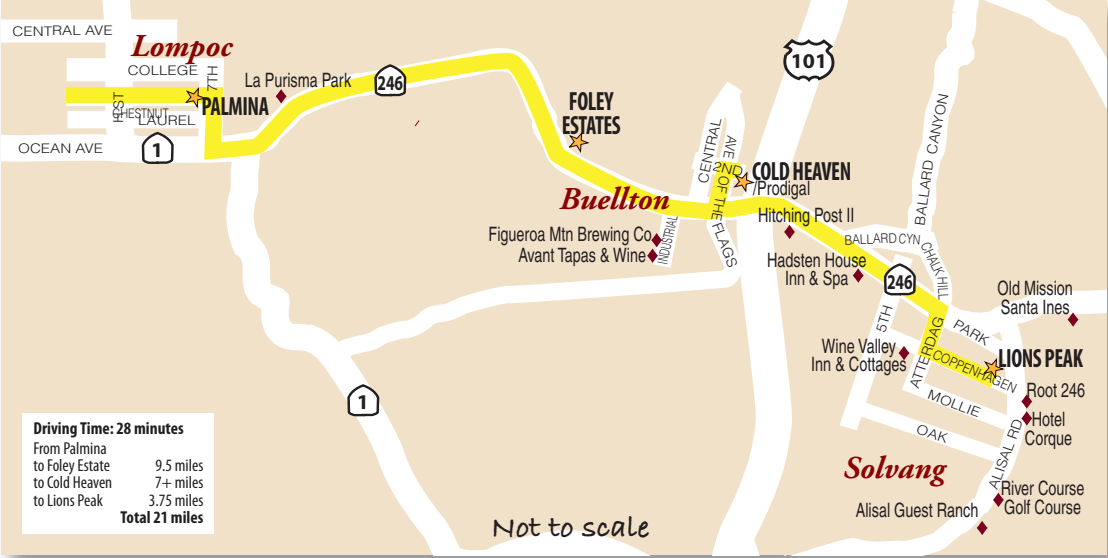 CENTRAL AVE
Lompoc
COLLEGE
7TH
La Purisma Park
246
H ST
CHESTNUT
PALMINA
LAUREL
OCEAN AVE
1
FOLEY
ESTATES
101
CENTRAL
AVE
2ND
COLD HEAVEN
/Prodigal
OF THE
FLAGS
Buellton
Hitching Post II
INDUSTRIAL
Figueroa Mtn Brewing Co.
Avant Tapas & Wine
BALLARD CANYON
BALLARD CYN
CHALK HILL
Hadsten House
Inn & Spa
246
Old Mission
Santa Ines
5TH
PARK
ATTERDAG
Wine Valley
Inn & Cottages
COPPENHAGEN
LIONS PEAK
MOLLIE
Root 246
Hotel
Corque
OAK
ALISAL RD
1
Solvang
River Course
Golf Course
Alisal Guest Ranch
Driving Time: 28 minutes
From Palmina
to Foley Estate 9.5 miles
to Cold Heaven 7+ miles
to Lions Peak 3.75 miles
Total 21 miles
Not to scale